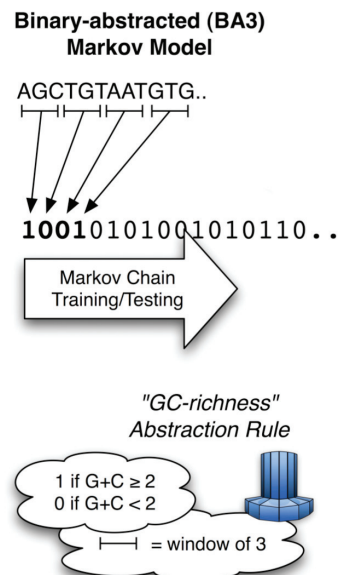 Binary-abstracted (BA3)
Markov Model
AGCTGTAATGTG..
1001010101001010110..
Markov Chain
Training/Testing
"GC-richness"
Abstraction Rule
1 if G+C ≥ 2
0 if G+C < 2
= window of 3